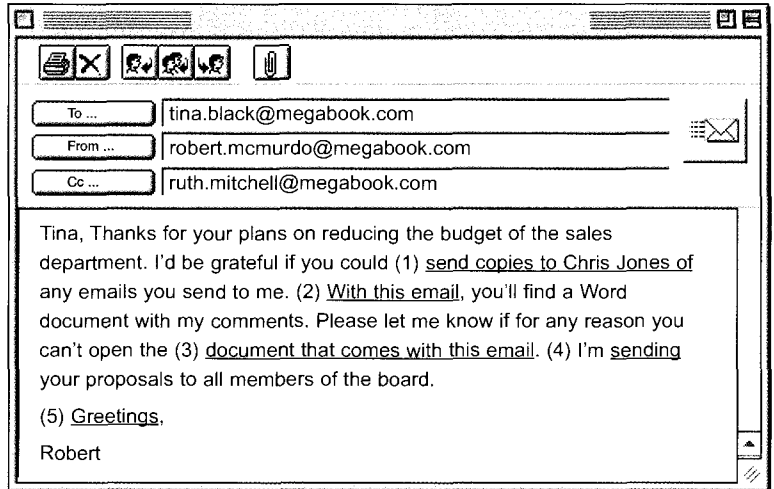 To ... tina.black@megabook.com
From ... robert.mcmurdo@megabook.com
Cc ... ruth.mitchell@megabook.com
Tina, Thanks for your plans on reducing the budget of the sales
department. I'd be grateful if you could (1) send copies to Chris Jones of
any emails you send to me. (2) With this email, you'll find a Word
document with my comments. Please let me know if for any reason you
can't open the (3) document that comes with this email. (4) I'm sending
your proposals to all members of the board.
(5) Greetings,
Robert